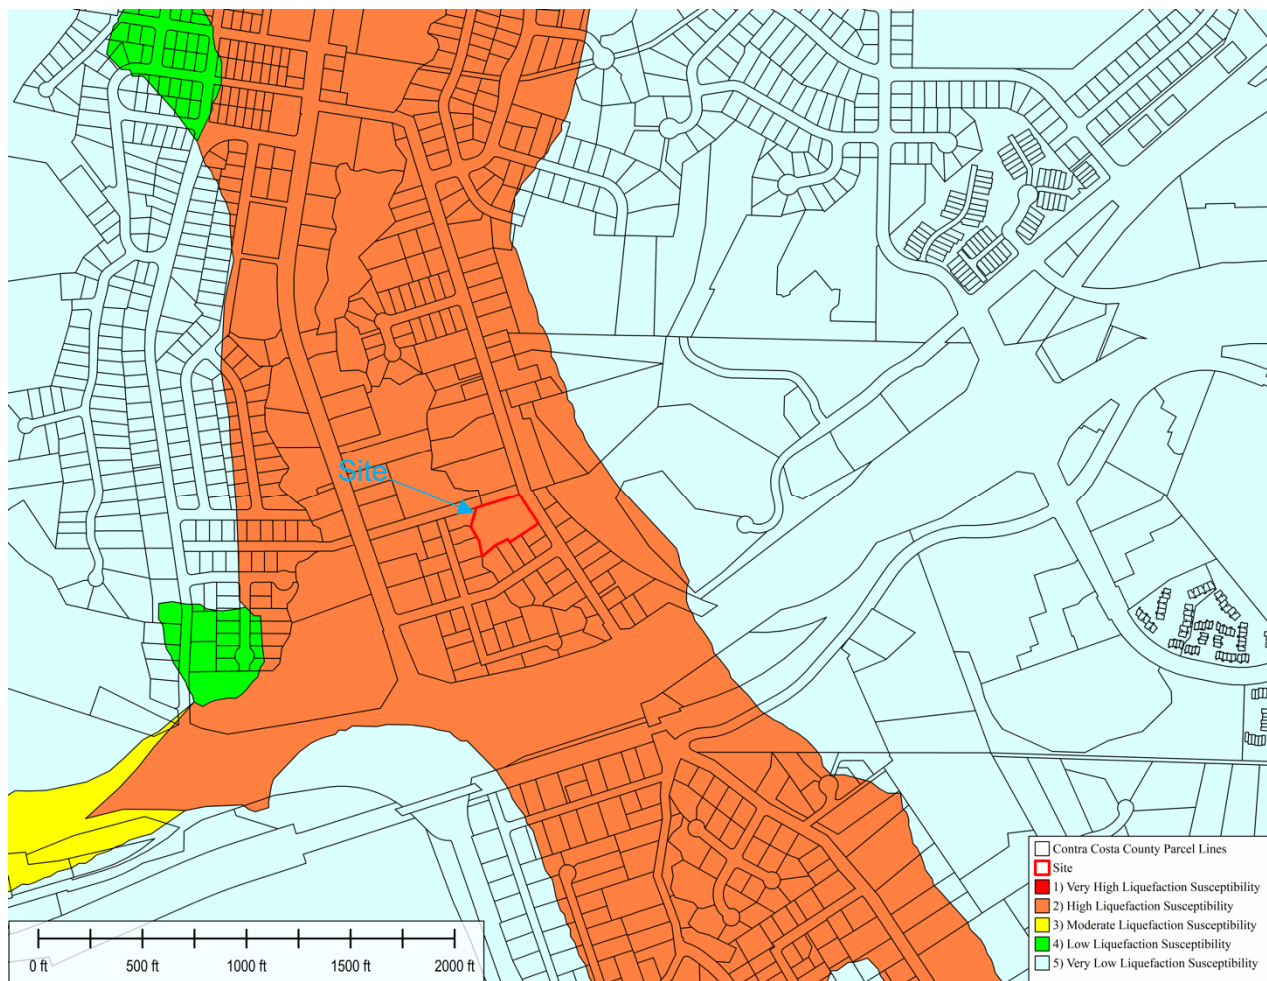 Site
Contra Costa County Parcel Lines
Site
1) Very High Liquefaction Susceptibility
2) High Liquefaction Susceptibility
3) Moderate Liquefaction Susceptibility
4) Low Liquefaction Susceptibility
5) Very Low Liquefaction Susceptibility
0 ft 500 ft 1000 ft 1500 ft 2000 ft